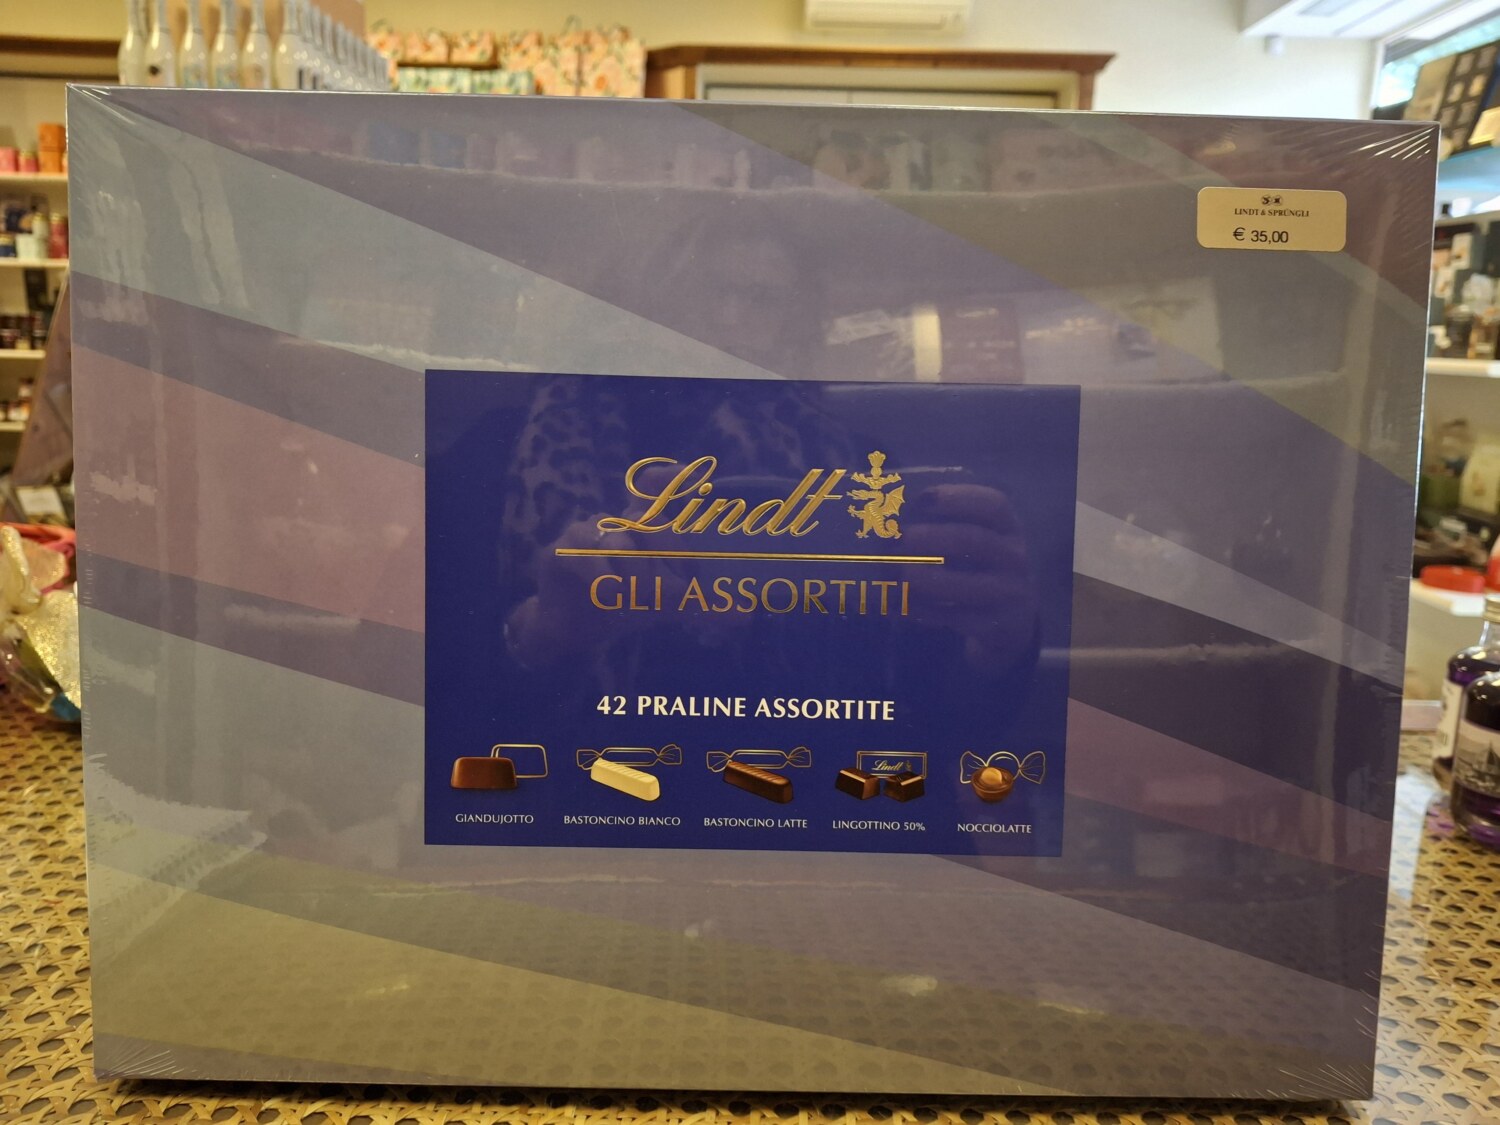 LINDT & SPRÜNGLI
€ 35,00
Lindt
GLI ASSORTITI
42 PRALINE ASSORTITE
Lindt
GIANDUJOTTO
BASTONCINO BIANCO
BASTONCINO LATTE
LINGOTTINO 50%
NOCCIOLATTE